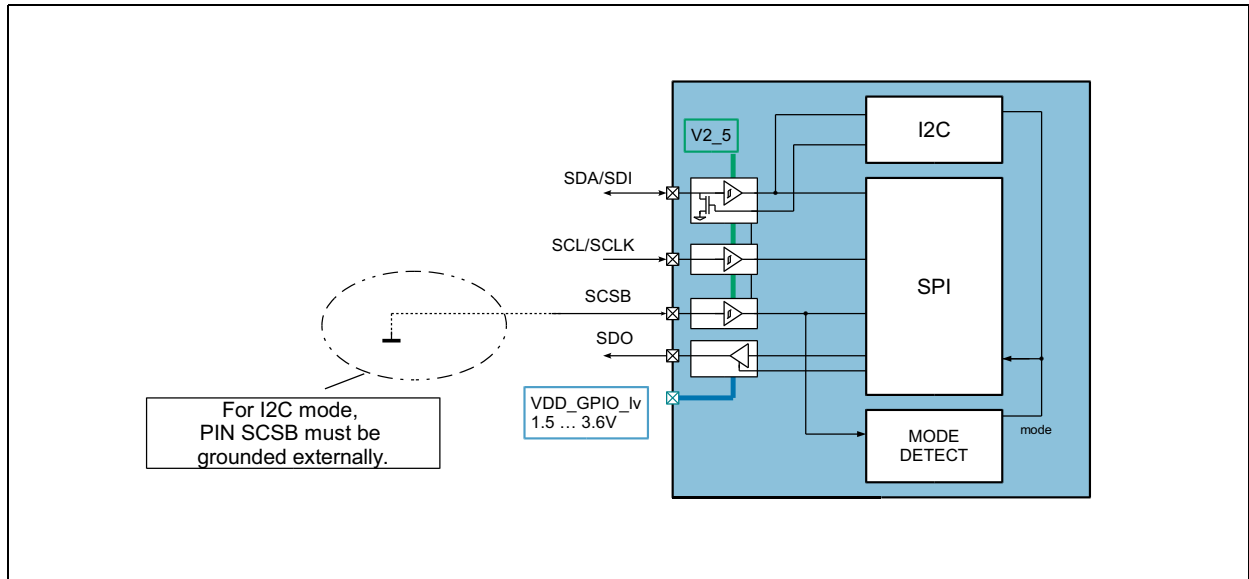 I2C
V2_5
SDA/SDI
SCL/SCLK
SPI
SCSB
SDO
For I2C mode,
PIN SCSB must be
grounded externally.
VDD_GPIO_lv
1.5 … 3.6V
MODE
DETECT
mode